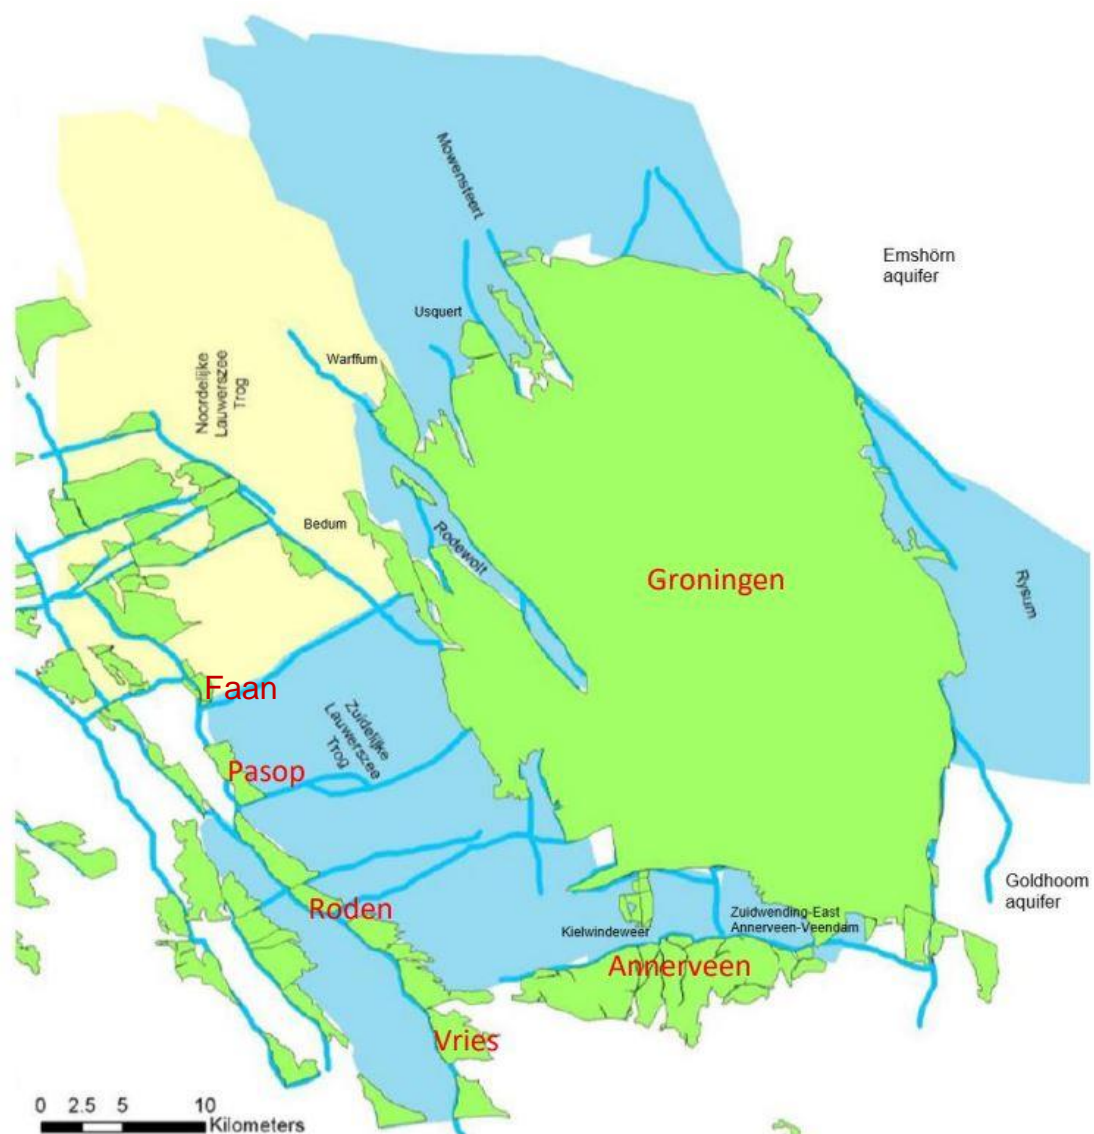 Mowensteert
Emshörn
aquifer
Usquert
Warffum
Noordelijke
Lauwerszee
Trog
Bedum
Rodewolt
Groningen
Rysum
Faan
Zuidelijke
Lauwerszee
Trog
Pasop
Goldhoorn
aquifer
Roden
Zuidwending-East
Annerveen-Veendam
Kielwindeweer
Annerveen
Vries
0 2.5 5 10
Kilometers